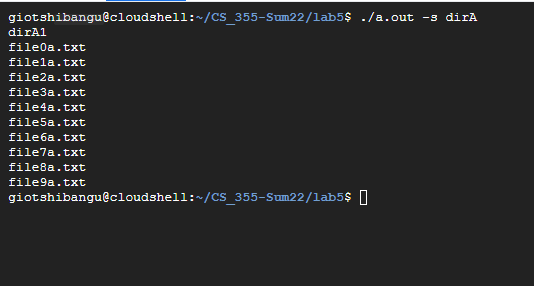 giotshibangu@cloudshell:~/CS_355-Sum22/lab5$ ./a.out -s dirA
dirA1
file0a.txt
file1a.txt
file2a.txt
file3a.txt
file4a.txt
file5a.txt
file6a.txt
file7a.txt
file8a.txt
file9a.txt
giotshibangu@cloudshell:~/CS_355-Sum22/lab5$